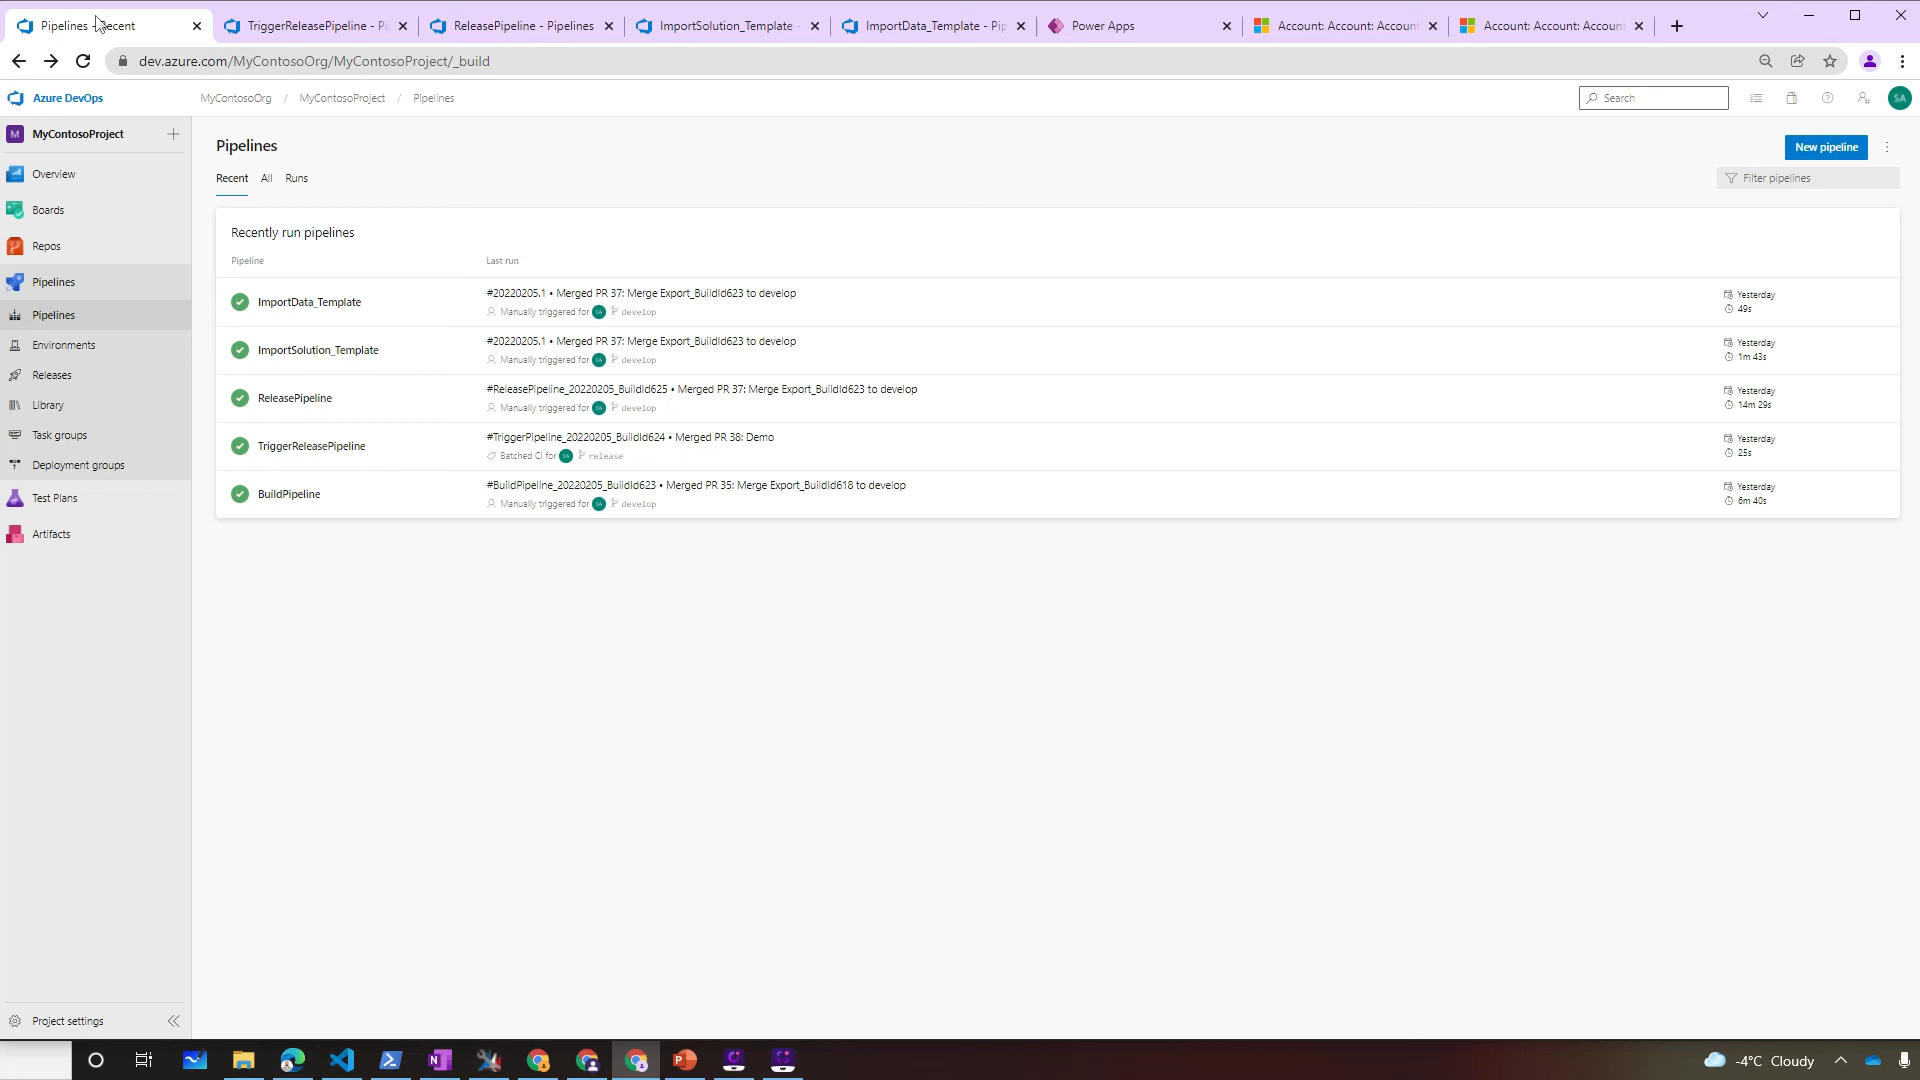 Pipelines - Recent
TriggerReleasePipeline - Pi
ReleasePipeline - Pipelines
ImportSolution_Template -
ImportData_Template - Pip
Power Apps
Account: Account: Account
Account: Account: Account
dev.azure.com/MyContosoOrg/MyContosoProject/_build
Azure DevOps
MyContosoOrg / MyContosoProject / Pipelines
Search
SA
M MyContosoProject
Overview
Boards
Repos
Pipelines
Pipelines
Environments
Releases
Library
Task groups
Deployment groups
Test Plans
Artifacts
Project settings
Pipelines
New pipeline
Recent All Runs
Filter pipelines
Recently run pipelines
Pipeline Last run
ImportData_Template
#20220205.1 • Merged PR 37: Merge Export_BuildId623 to develop
Manually triggered for SA develop
Yesterday
49s
ImportSolution_Template
#20220205.1 • Merged PR 37: Merge Export_BuildId623 to develop
Manually triggered for SA develop
Yesterday
1m 43s
ReleasePipeline
#ReleasePipeline_20220205_BuildId625 • Merged PR 37: Merge Export_BuildId623 to develop
Manually triggered for SA develop
Yesterday
14m 29s
TriggerReleasePipeline
#TriggerPipeline_20220205_BuildId624 • Merged PR 38: Demo
Batched CI for SA release
Yesterday
25s
BuildPipeline
#BuildPipeline_20220205_BuildId623 • Merged PR 35: Merge Export_BuildId618 to develop
Manually triggered for SA develop
Yesterday
6m 40s
-4°C Cloudy